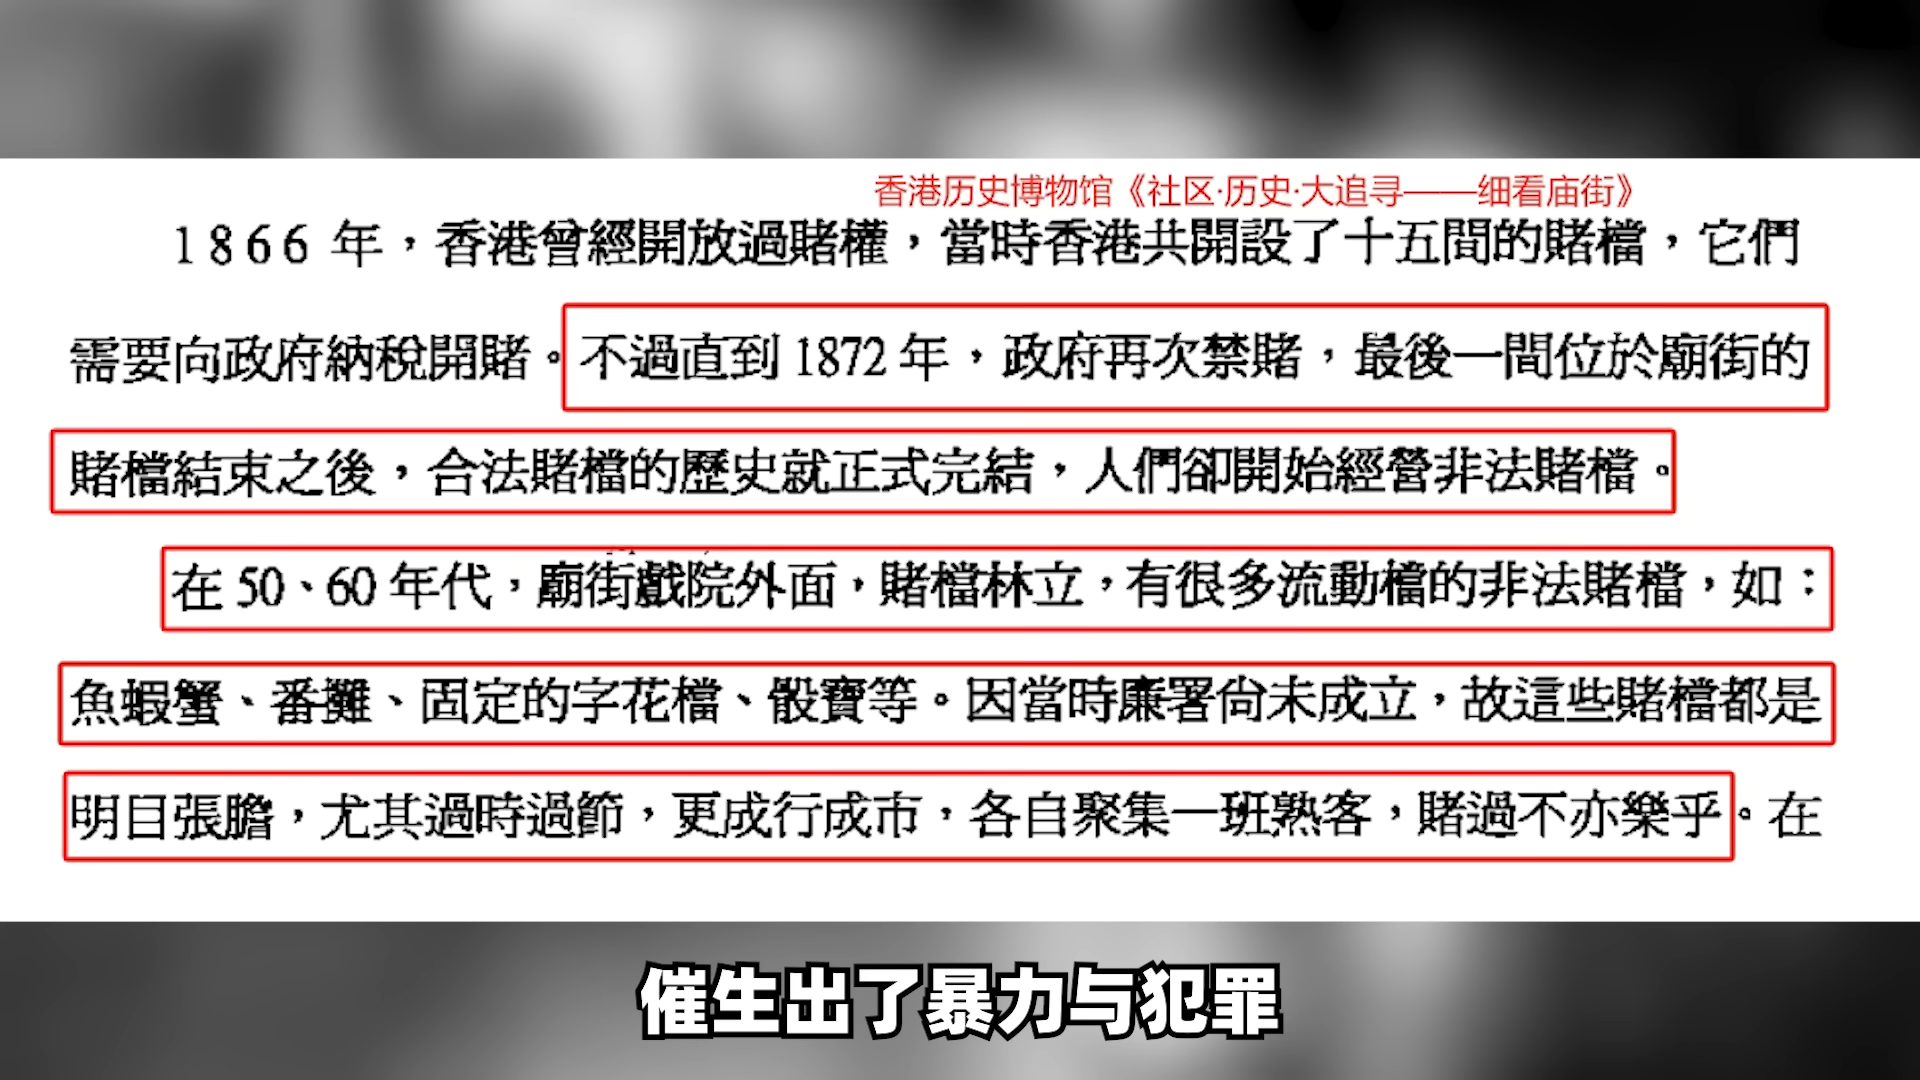 香港历史博物馆《社区·历史·大追寻——细看庙街》
1866 年，香港曾經開放過賭權，當時香港共開設了十五間的賭檔，它們
需要向政府納稅開賭。不過直到 1872 年，政府再次禁賭，最後一間位於廟街的
賭檔結束之後，合法賭檔的歷史就正式完結，人們卻開始經營非法賭檔。
在 50、60 年代，廟街戲院外面，賭檔林立，有很多流動檔的非法賭檔，如：
魚蝦蟹、番攤、固定的字花檔、骰寶等。因當時廉署尚未成立，故這些賭檔都是
明目張膽，尤其過時過節，更成行成市，各自聚集一班熟客，賭過不亦樂乎。在
催生出了暴力与犯罪